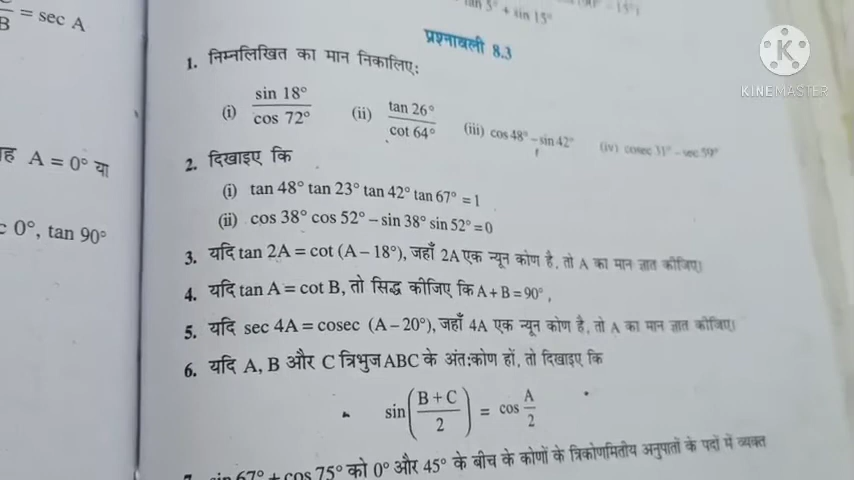 B = sec A
tan 5° + sin 15°
प्रश्नावली 8.3
K
KINEMASTER
1. निम्नलिखित का मान निकालिए:
(i) sin 18° / cos 72° (ii) tan 26° / cot 64° (iii) cos 48° – sin 42° (iv) cosec 31° – sec 59°
ह A = 0° या
2. दिखाइए कि
(i) tan 48° tan 23° tan 42° tan 67° = 1
(ii) cos 38° cos 52° – sin 38° sin 52° = 0
0°, tan 90°
3. यदि tan 2A = cot (A – 18°), जहाँ 2A एक न्यून कोण है, तो A का मान ज्ञात कीजिए।
4. यदि tan A = cot B, तो सिद्ध कीजिए कि A + B = 90°,
5. यदि sec 4A = cosec (A – 20°), जहाँ 4A एक न्यून कोण है, तो A का मान ज्ञात कीजिए।
6. यदि A, B और C त्रिभुज ABC के अंत:कोण हों, तो दिखाइए कि
sin((B + C) / 2) = cos A/2
7. sin 67° + cos 75° को 0° और 45° के बीच के कोणों के त्रिकोणमितीय अनुपातों के पदों में व्यक्त